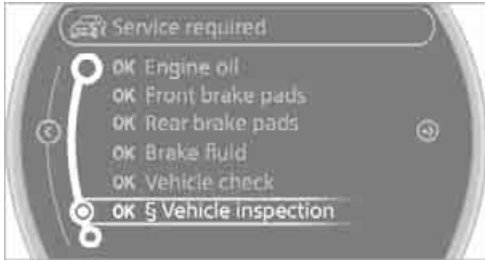 Service required
OK Engine oil
OK Front brake pads
OK Rear brake pads
OK Brake fluid
OK Vehicle check
OK § Vehicle inspection